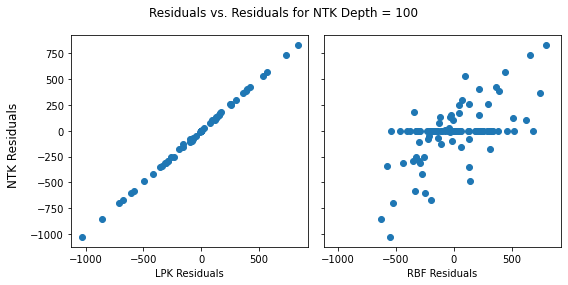 Residuals vs. Residuals for NTK Depth = 100
NTK Residuals
750
500
250
0
−250
−500
−750
−1000
−1000 −500 0 500
LPK Residuals
−1000 −500 0 500
RBF Residuals